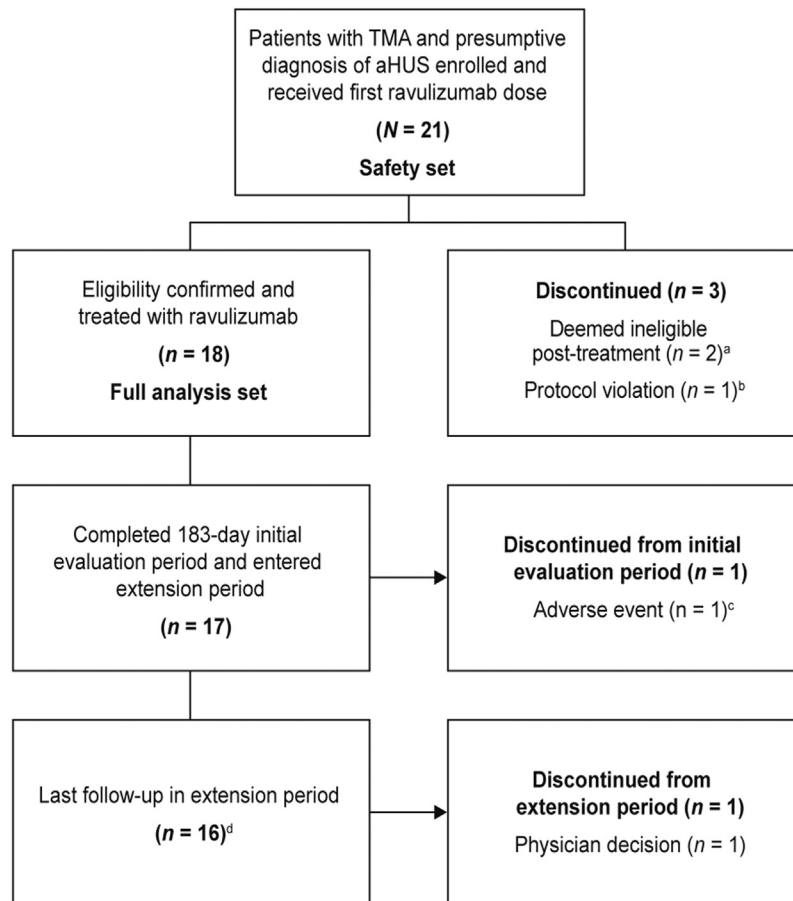 Patients with TMA and presumptive
diagnosis of aHUS enrolled and
received first ravulizumab dose
(N = 21)
Safety set
Eligibility confirmed and
treated with ravulizumab
(n = 18)
Full analysis set
Discontinued (n = 3)
Deemed ineligible
post-treatment (n = 2)ᵃ
Protocol violation (n = 1)ᵇ
Completed 183-day initial
evaluation period and entered
extension period
(n = 17)
Discontinued from initial
evaluation period (n = 1)
Adverse event (n = 1)ᶜ
Last follow-up in extension period
(n = 16)ᵈ
Discontinued from
extension period (n = 1)
Physician decision (n = 1)